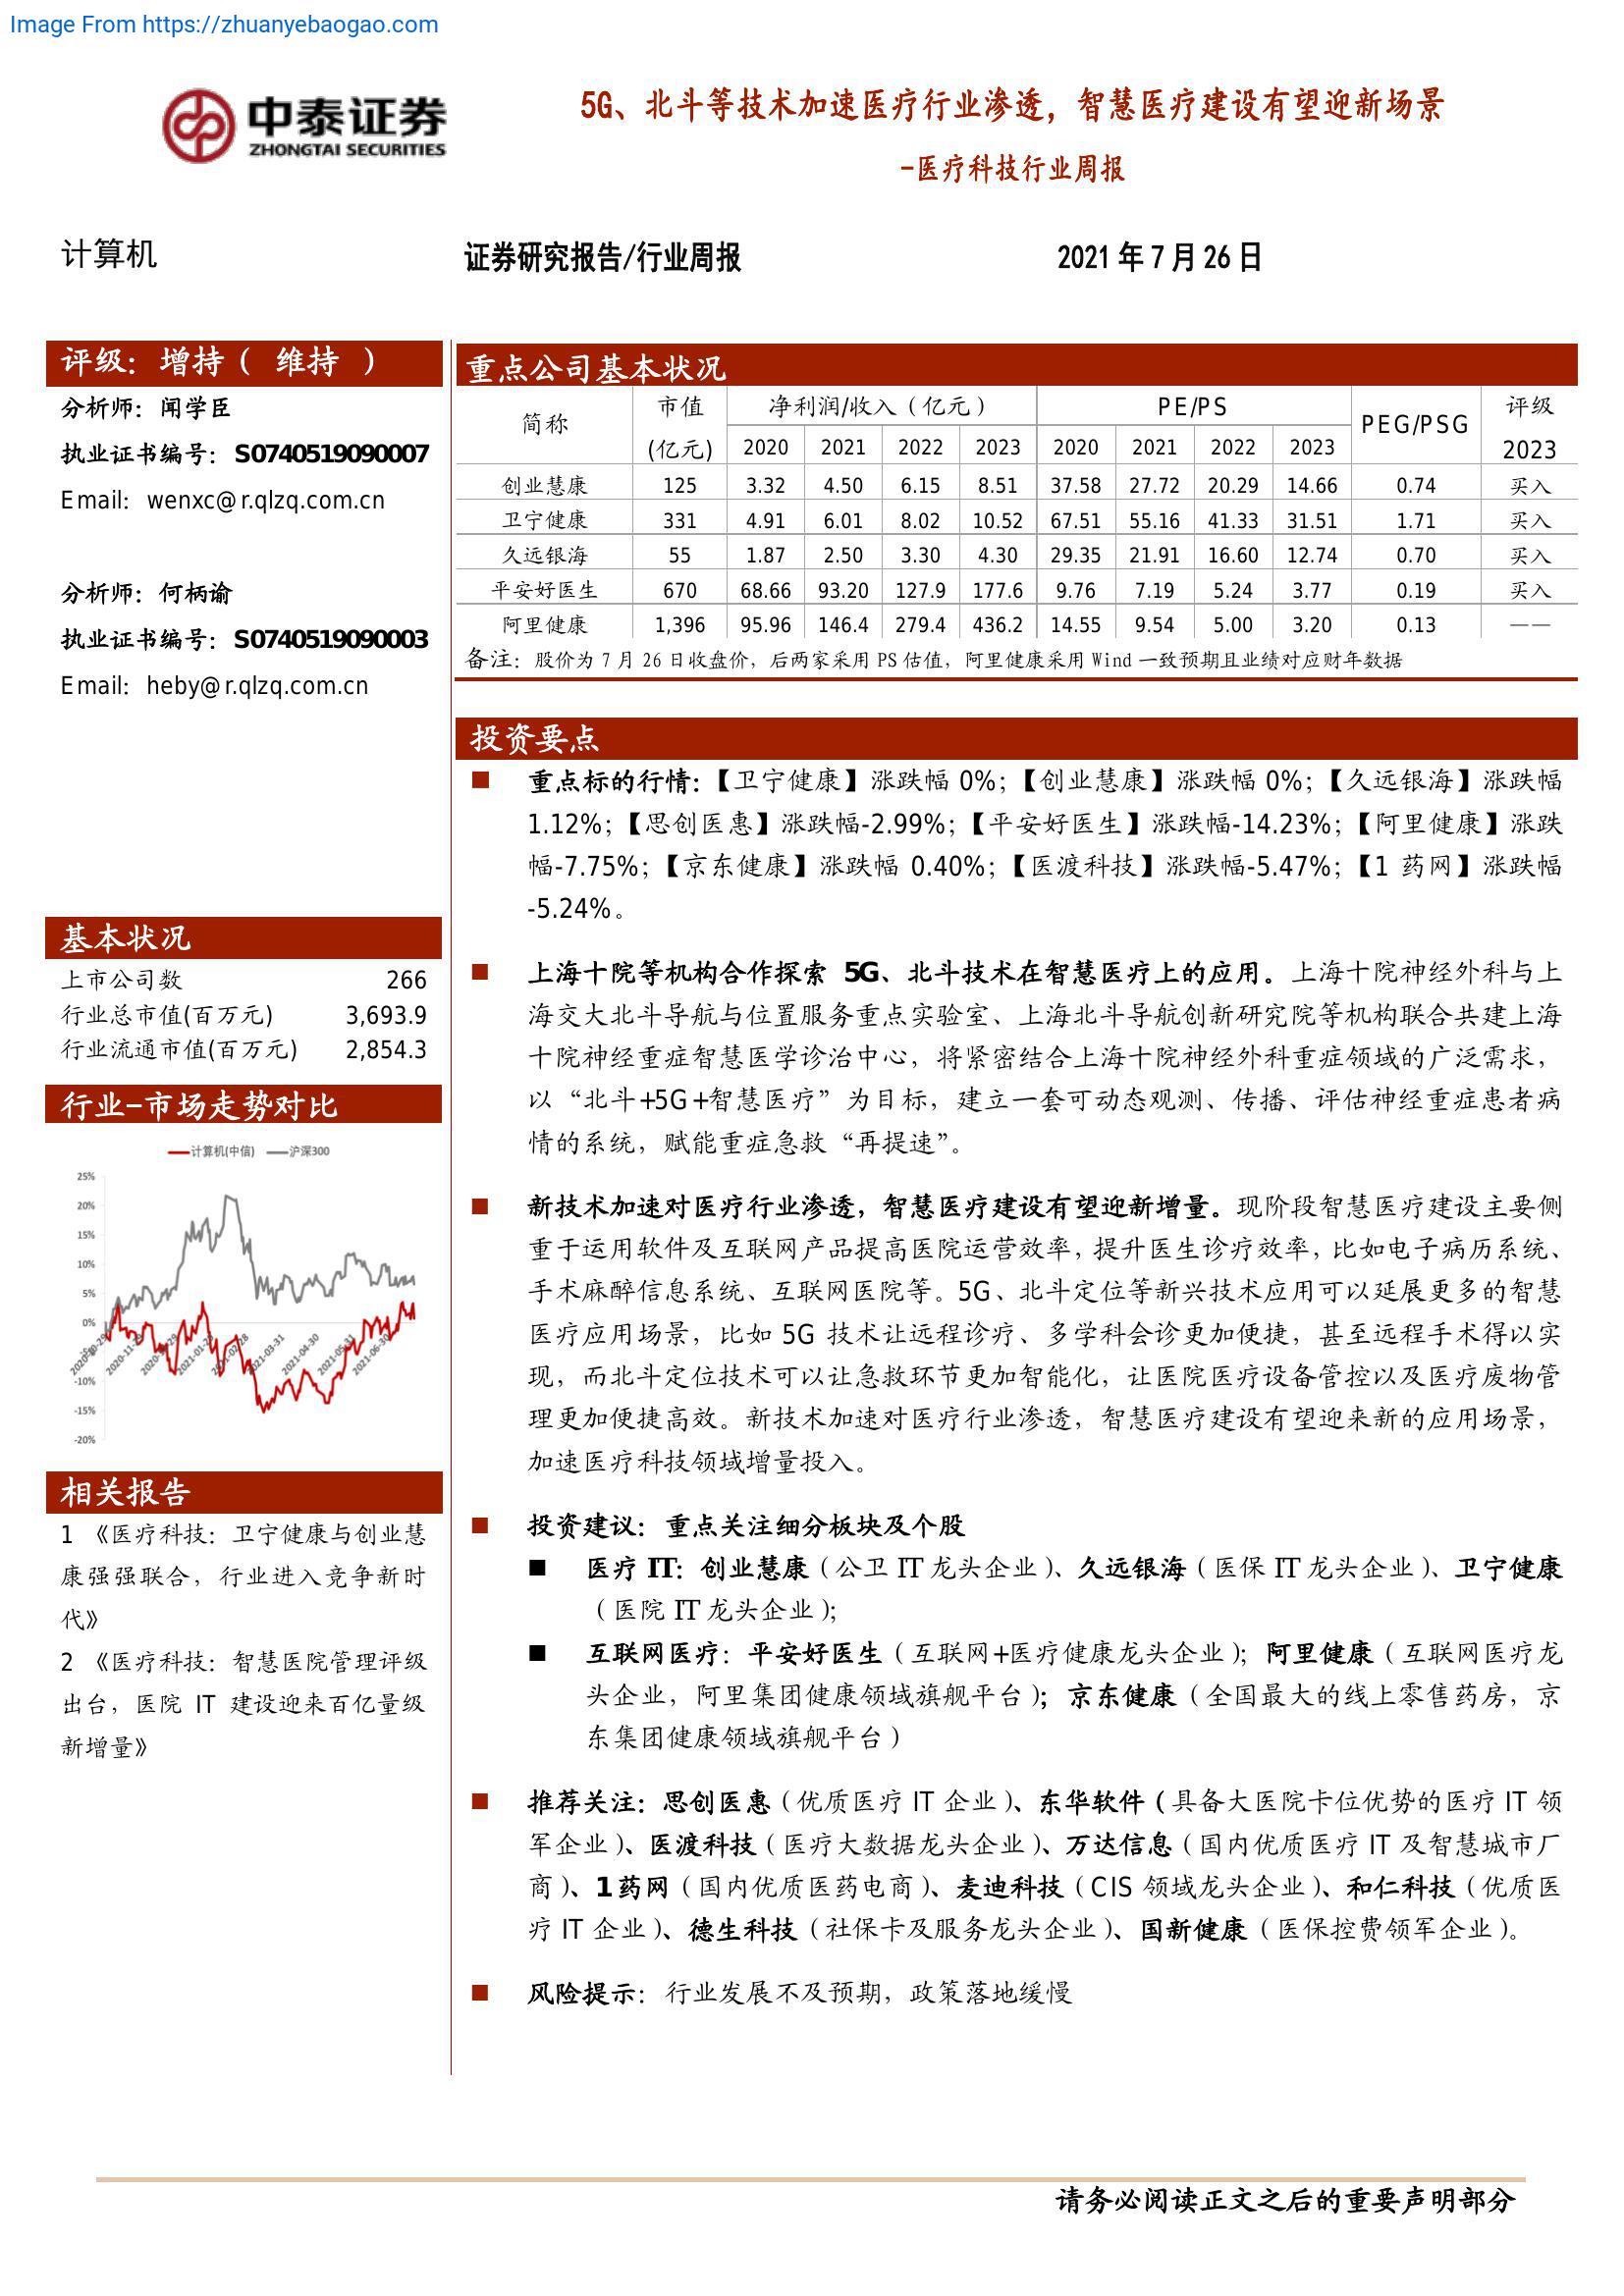 Image From https://zhuanyebaogao.com
中泰证券
ZHONGTAI SECURITIES
5G、北斗等技术加速医疗行业渗透，智慧医疗建设有望迎新场景
-医疗科技行业周报
计算机
证券研究报告/行业周报
2021 年 7 月 26 日
评级：增持（ 维持 ）
分析师：闻学臣
执业证书编号：S0740519090007
Email：wenxc@r.qlzq.com.cn
分析师：何柄谕
执业证书编号：S0740519090003
Email：heby@r.qlzq.com.cn
基本状况
上市公司数 266
行业总市值(百万元) 3,693.9
行业流通市值(百万元) 2,854.3
行业-市场走势对比
计算机(中信) 沪深300
25%
20%
15%
10%
5%
0%
-10%
-15%
-20%
2021-03-31 2021-04-30 2021-06-30
相关报告
1 《医疗科技：卫宁健康与创业慧
康强强联合，行业进入竞争新时
代》
2 《医疗科技：智慧医院管理评级
出台，医院 IT 建设迎来百亿量级
新增量》
重点公司基本状况
简称 市值 (亿元) 净利润/收入（亿元） PE/PS PEG/PSG 评级
2020 2021 2022 2023 2020 2021 2022 2023 2023
创业慧康 125 3.32 4.50 6.15 8.51 37.58 27.72 20.29 14.66 0.74 买入
卫宁健康 331 4.91 6.01 8.02 10.52 67.51 55.16 41.33 31.51 1.71 买入
久远银海 55 1.87 2.50 3.30 4.30 29.35 21.91 16.60 12.74 0.70 买入
平安好医生 670 68.66 93.20 127.9 177.6 9.76 7.19 5.24 3.77 0.19 买入
阿里健康 1,396 95.96 146.4 279.4 436.2 14.55 9.54 5.00 3.20 0.13 ——
备注：股价为 7 月 26 日收盘价，后两家采用 PS 估值，阿里健康采用 Wind 一致预期且业绩对应财年数据
投资要点
■ 重点标的行情：【卫宁健康】涨跌幅 0%；【创业慧康】涨跌幅 0%；【久远银海】涨跌幅
1.12%；【思创医惠】涨跌幅-2.99%；【平安好医生】涨跌幅-14.23%；【阿里健康】涨跌
幅-7.75%；【京东健康】涨跌幅 0.40%；【医渡科技】涨跌幅-5.47%；【1 药网】涨跌幅
-5.24%。
■ 上海十院等机构合作探索 5G、北斗技术在智慧医疗上的应用。上海十院神经外科与上
海交大北斗导航与位置服务重点实验室、上海北斗导航创新研究院等机构联合共建上海
十院神经重症智慧医学诊治中心，将紧密结合上海十院神经外科重症领域的广泛需求，
以“北斗+5G+智慧医疗”为目标，建立一套可动态观测、传播、评估神经重症患者病
情的系统，赋能重症急救“再提速”。
■ 新技术加速对医疗行业渗透，智慧医疗建设有望迎新增量。现阶段智慧医疗建设主要侧
重于运用软件及互联网产品提高医院运营效率，提升医生诊疗效率，比如电子病历系统、
手术麻醉信息系统、互联网医院等。5G、北斗定位等新兴技术应用可以延展更多的智慧
医疗应用场景，比如 5G 技术让远程诊疗、多学科会诊更加便捷，甚至远程手术得以实
现，而北斗定位技术可以让急救环节更加智能化，让医院医疗设备管控以及医疗废物管
理更加便捷高效。新技术加速对医疗行业渗透，智慧医疗建设有望迎来新的应用场景，
加速医疗科技领域增量投入。
■ 投资建议：重点关注细分板块及个股
■ 医疗 IT：创业慧康（公卫 IT 龙头企业）、久远银海（医保 IT 龙头企业）、卫宁健康
（医院 IT 龙头企业）；
■ 互联网医疗：平安好医生（互联网+医疗健康龙头企业）；阿里健康（互联网医疗龙
头企业，阿里集团健康领域旗舰平台）；京东健康（全国最大的线上零售药房，京
东集团健康领域旗舰平台）
■ 推荐关注：思创医惠（优质医疗 IT 企业）、东华软件（具备大医院卡位优势的医疗 IT 领
军企业）、医渡科技（医疗大数据龙头企业）、万达信息（国内优质医疗 IT 及智慧城市厂
商）、1 药网（国内优质医药电商）、麦迪科技（CIS 领域龙头企业）、和仁科技（优质医
疗 IT 企业）、德生科技（社保卡及服务龙头企业）、国新健康（医保控费领军企业）。
■ 风险提示：行业发展不及预期，政策落地缓慢
请务必阅读正文之后的重要声明部分